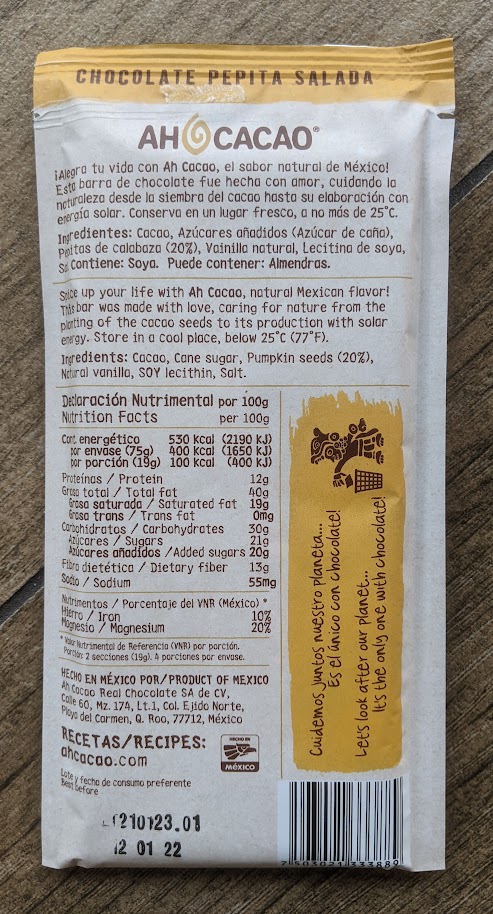 CHOCOLATE PEPITA SALADA
AH CACAO®
¡Alegra tu vida con Ah Cacao, el sabor natural de México!
Esta barra de chocolate fue hecha con amor, cuidando la
naturaleza desde la siembra del cacao hasta su elaboración con
energía solar. Conserva en un lugar fresco, a no más de 25°C.
Ingredientes: Cacao, Azúcares añadidos (Azúcar de caña),
Pepitas de calabaza (20%), Vainilla natural, Lecitina de soya,
Sal. Contiene: Soya. Puede contener: Almendras.
Spice up your life with Ah Cacao, natural Mexican flavor!
This bar was made with love, caring for nature from the
planting of the cacao seeds to its production with solar
energy. Store in a cool place, below 25°C (77°F).
Ingredients: Cacao, Cane sugar, Pumpkin seeds (20%),
Natural vanilla, SOY lecithin, Salt.
Declaración Nutrimental por 100g
Nutrition Facts per 100g
Cont. energético 530 kcal (2190 kJ)
por envase (75g) 400 kcal (1650 kJ)
por porción (19g) 100 kcal (400 kJ)
Proteínas / Protein 12g
Grasa total / Total fat 40g
Grasa saturada / Saturated fat 19g
Grasa trans / Trans fat 0mg
Carbohidratos / Carbohydrates 30g
Azúcares / Sugars 21g
Azúcares añadidos /Added sugars 20g
Fibra dietética / Dietary fiber 13g
Sodio / Sodium 55mg
Nutrimentos / Porcentaje del VNR (México) *
Hierro / Iron 10%
Magnesio / Magnesium 20%
* Valor Nutrimental de Referencia (VNR) por porción.
Porción: 2 secciones (19g). 4 porciones por envase.
HECHO EN MÉXICO POR/PRODUCT OF MEXICO
Ah Cacao Real Chocolate SA de CV,
Calle 60, Mz. 174, Lt.1, Col. Ejido Norte,
Playa del Carmen, Q. Roo, 77712, México
RECETAS/RECIPES:
ahcacao.com
HECHO EN
MÉXICO
Lote y fecha de consumo preferente
Best before
L1210123.01
12 01 22
Cuidemos juntos nuestro planeta...
Es el único con chocolate!
Let's look after our planet...
It's the only one with chocolate!
7 503021 333889